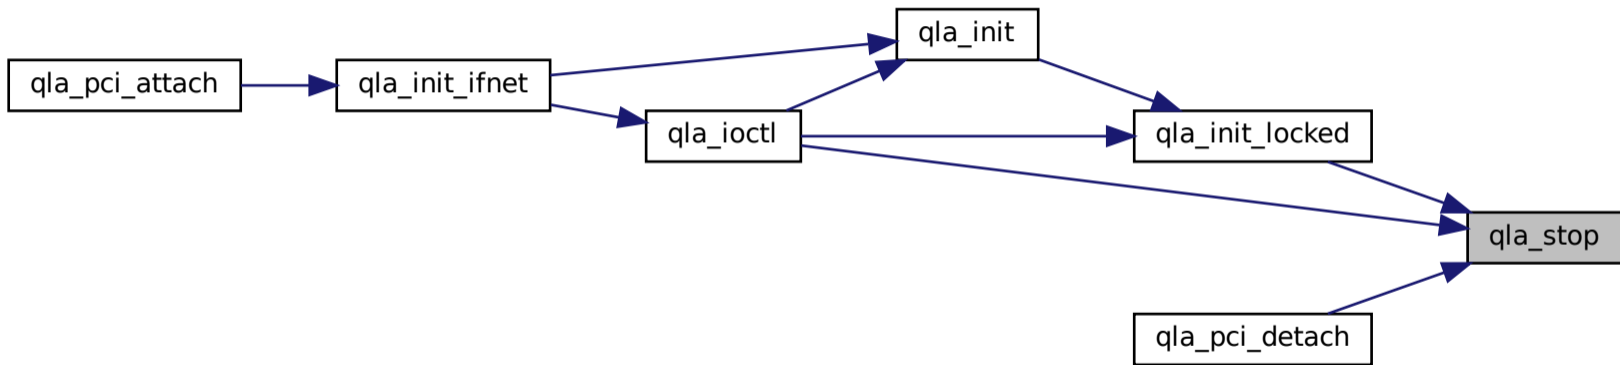 qla_init
qla_pci_attach
qla_init_ifnet
qla_ioctl
qla_init_locked
qla_stop
qla_pci_detach